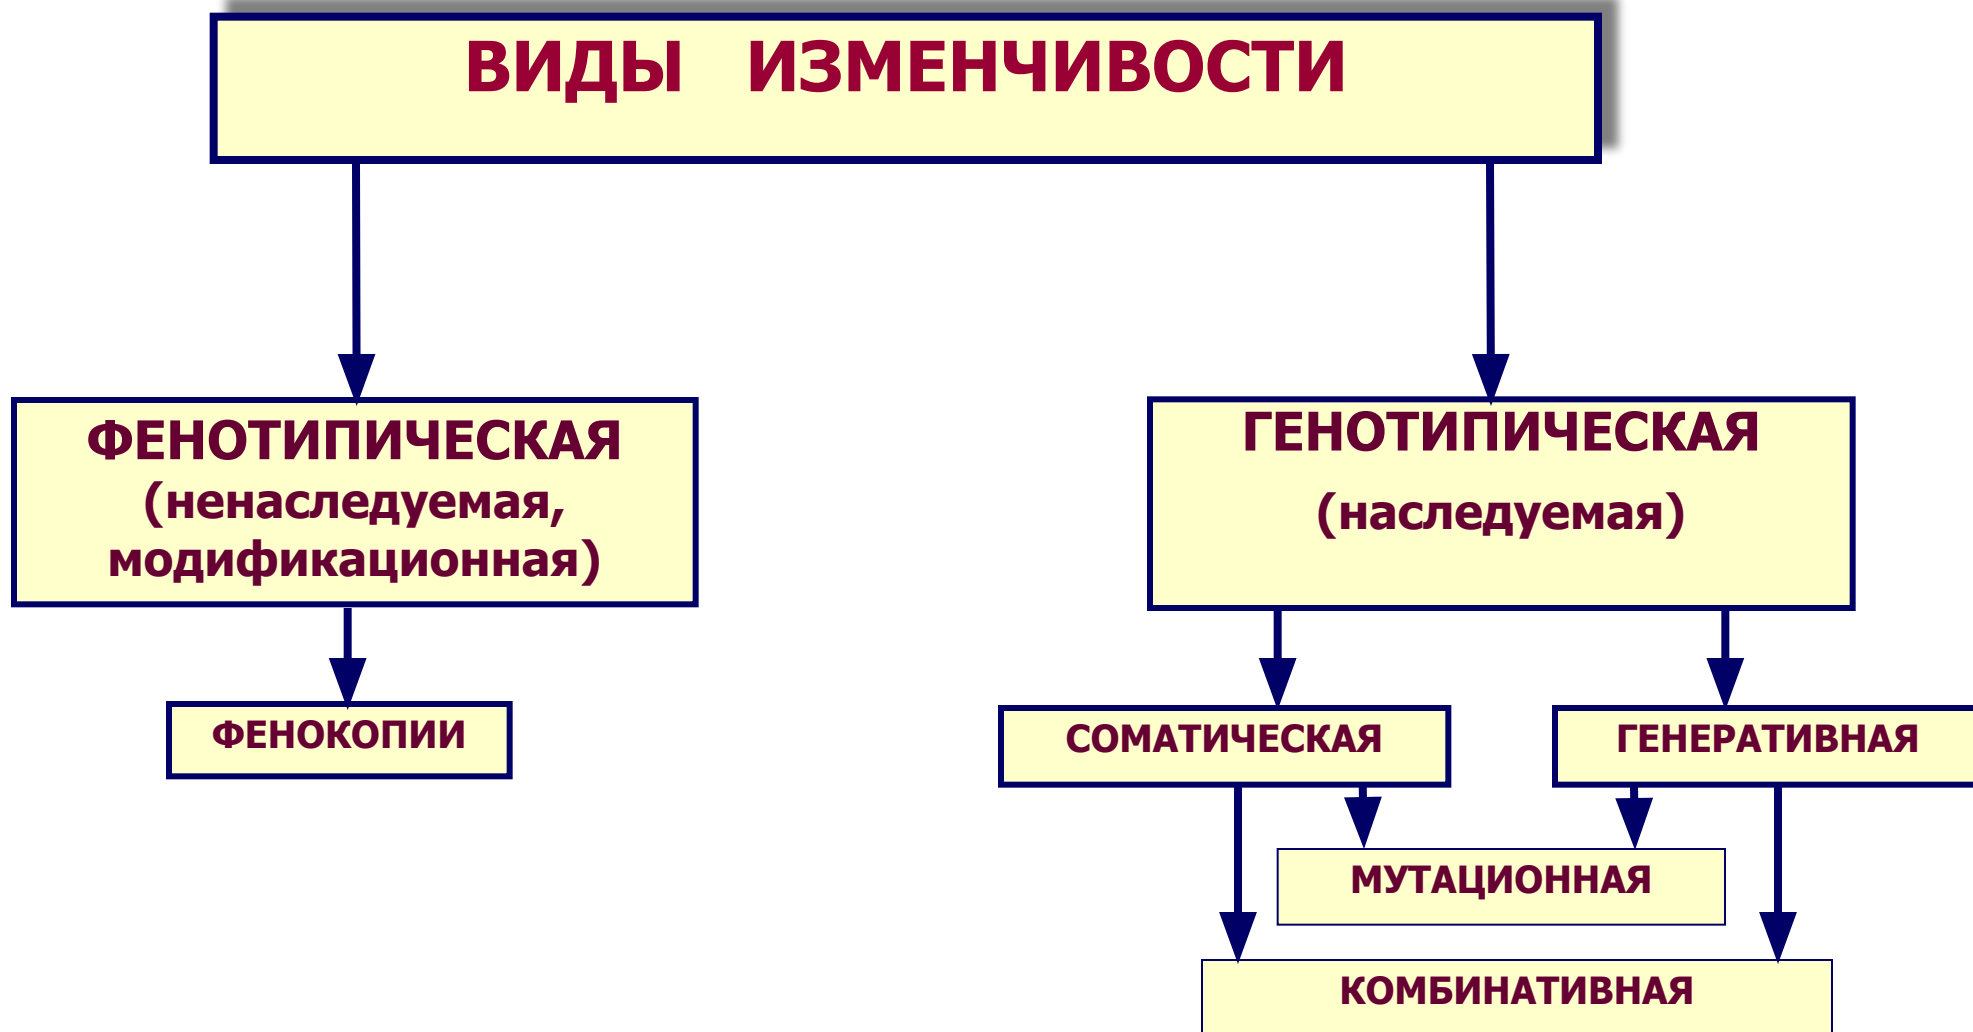 ВИДЫ ИЗМЕНЧИВОСТИ
ФЕНОТИПИЧЕСКАЯ
(ненаследуемая,
модификационная)
ГЕНОТИПИЧЕСКАЯ
(наследуемая)
ФЕНОКОПИИ
СОМАТИЧЕСКАЯ
ГЕНЕРАТИВНАЯ
МУТАЦИОННАЯ
КОМБИНАТИВНАЯ